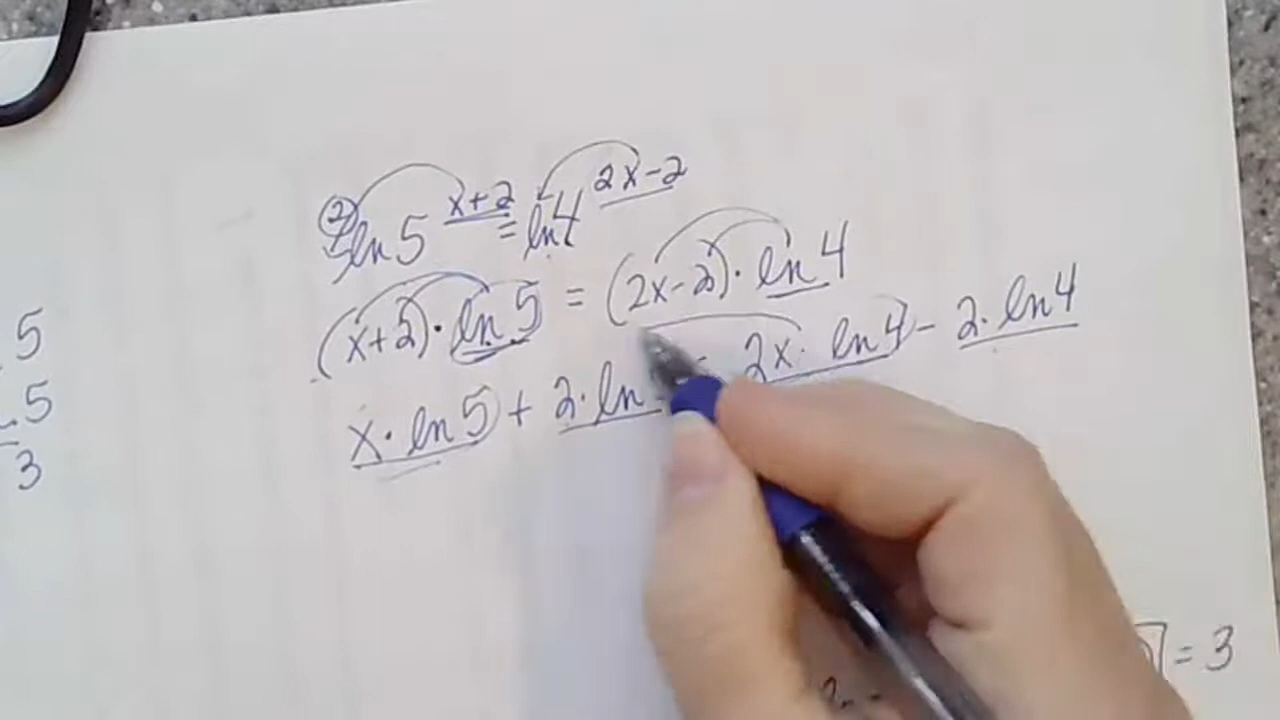 5
5
3
② ln 5^(x+2) = ln 4^(2x-2)
(x+2)·ln 5 = (2x-2)·ln 4
x·ln 5 + 2·ln = 2x·ln 4 - 2·ln 4
= 3